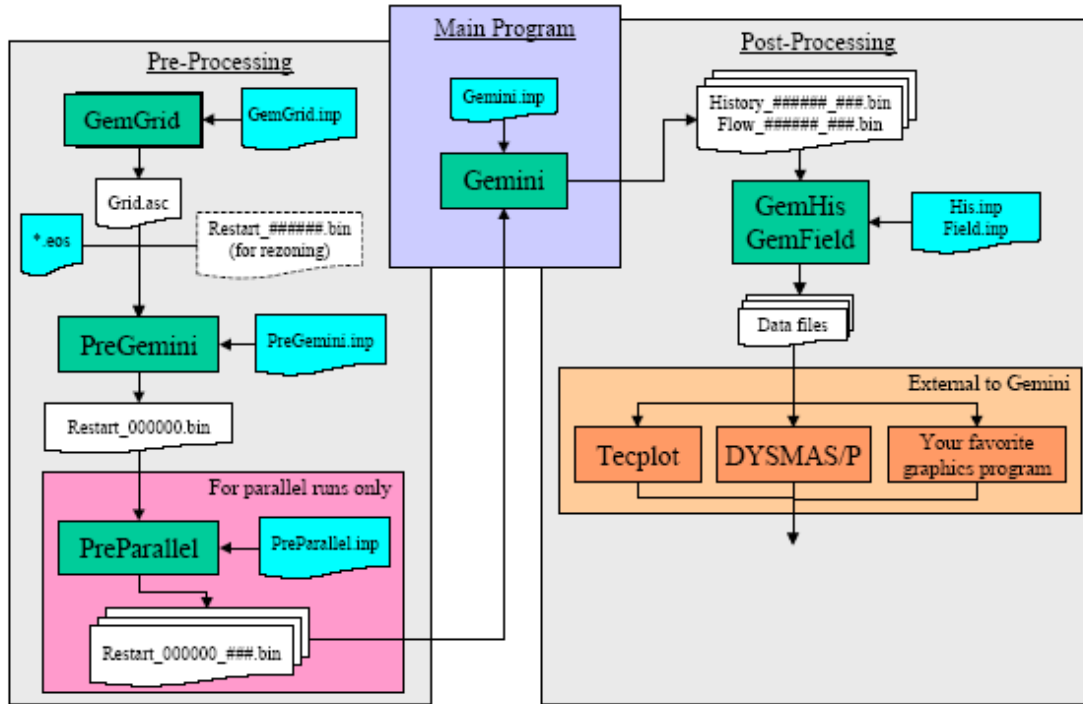 Pre-Processing
GemGrid
GemGrid.inp
Grid.asc
*.eos
Restart_######.bin
(for rezoning)
PreGemini
PreGemini.inp
Restart_000000.bin
For parallel runs only
PreParallel
PreParallel.inp
Restart_000000_###.bin
Main Program
Gemini.inp
Gemini
Post-Processing
History_######_###.bin
Flow_######_###.bin
GemHis
GemField
His.inp
Field.inp
Data files
External to Gemini
Tecplot
DYSMAS/P
Your favorite
graphics program